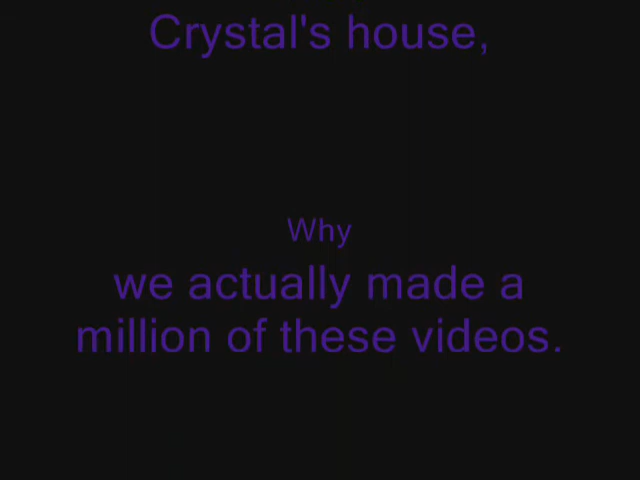 Crystal's house,
Why
we actually made a
million of these videos.